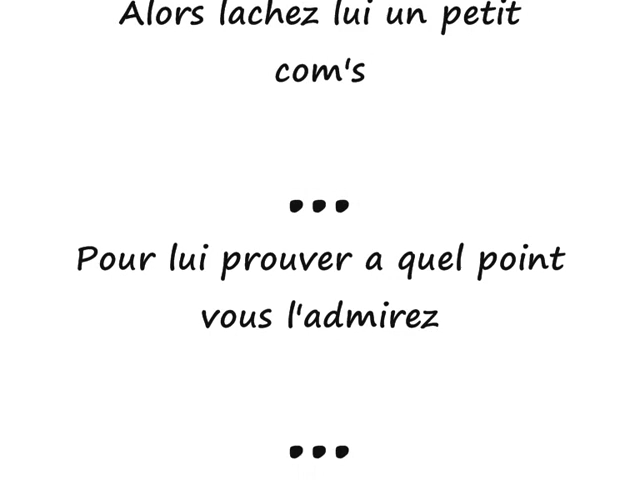 Alors lachez lui un petit
com's
...
Pour lui prouver a quel point
vous l'admirez
...